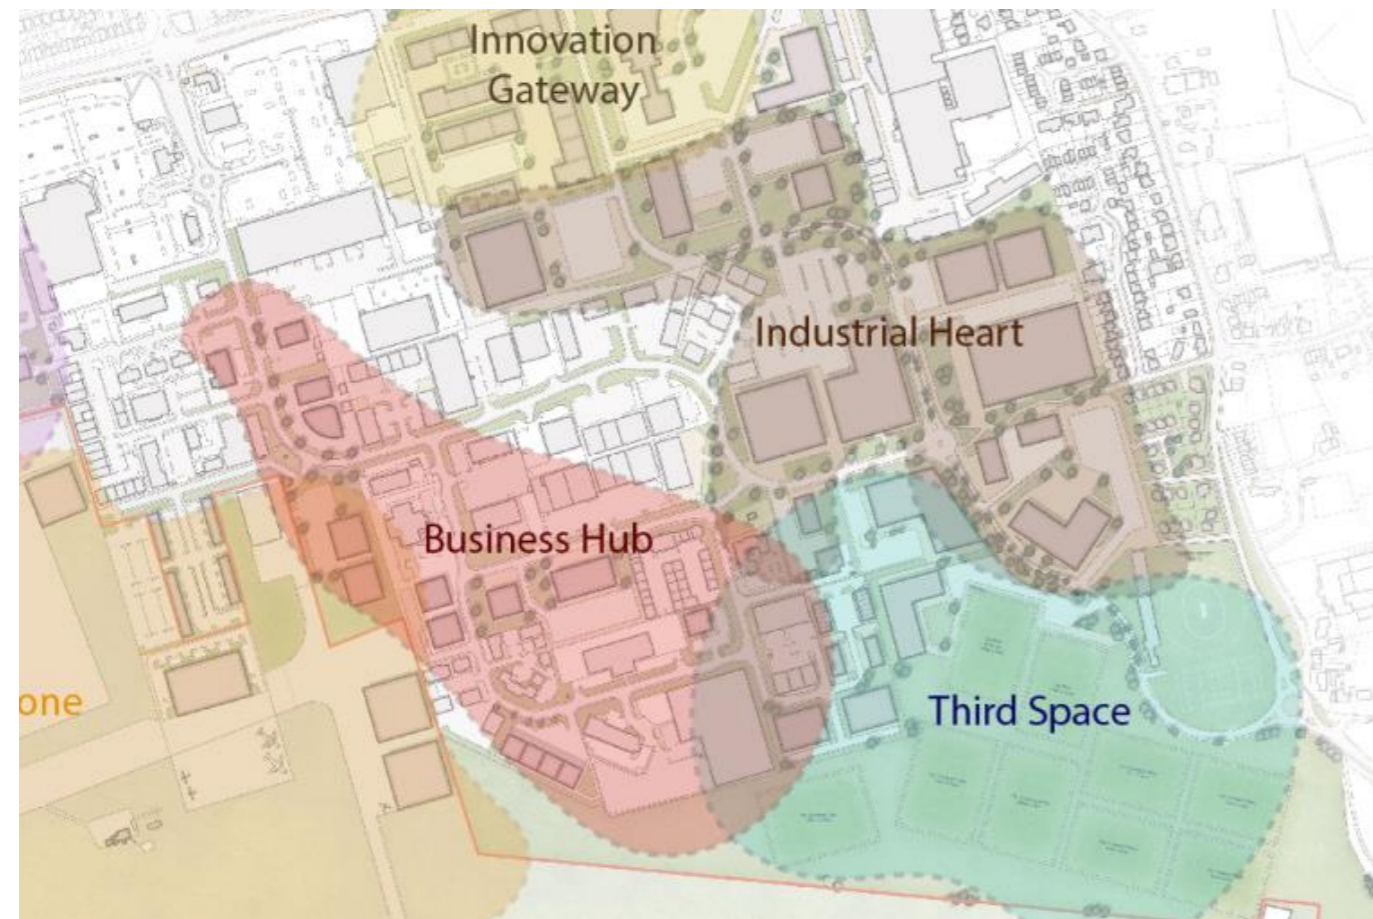 Innovation
Gateway
Industrial Heart
Business Hub
one
Third Space